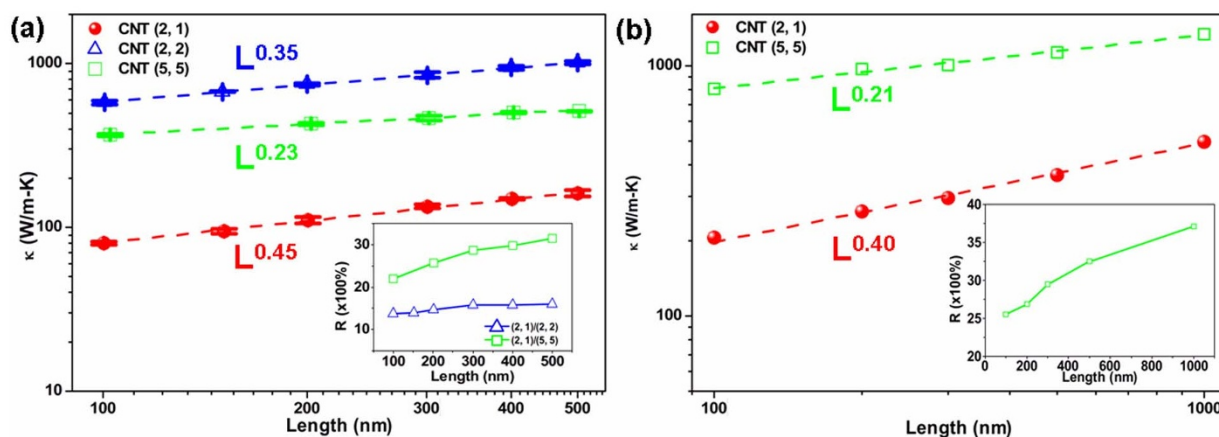 (a)
CNT (2, 1)
CNT (2, 2)
CNT (5, 5)
L0.35
L0.23
L0.45
1000
100
10
κ (W/m-K)
100
200
300
400
500
Length (nm)
R (x100%)
30
20
10
(2, 1)/(2, 2)
(2, 1)/(5, 5)
100 200 300 400 500
Length (nm)
(b)
CNT (2, 1)
CNT (5, 5)
L0.21
L0.40
1000
100
κ (W/m-K)
100
1000
Length (nm)
R (x100%)
40
35
30
25
20
0 200 400 600 800 1000
Length (nm)